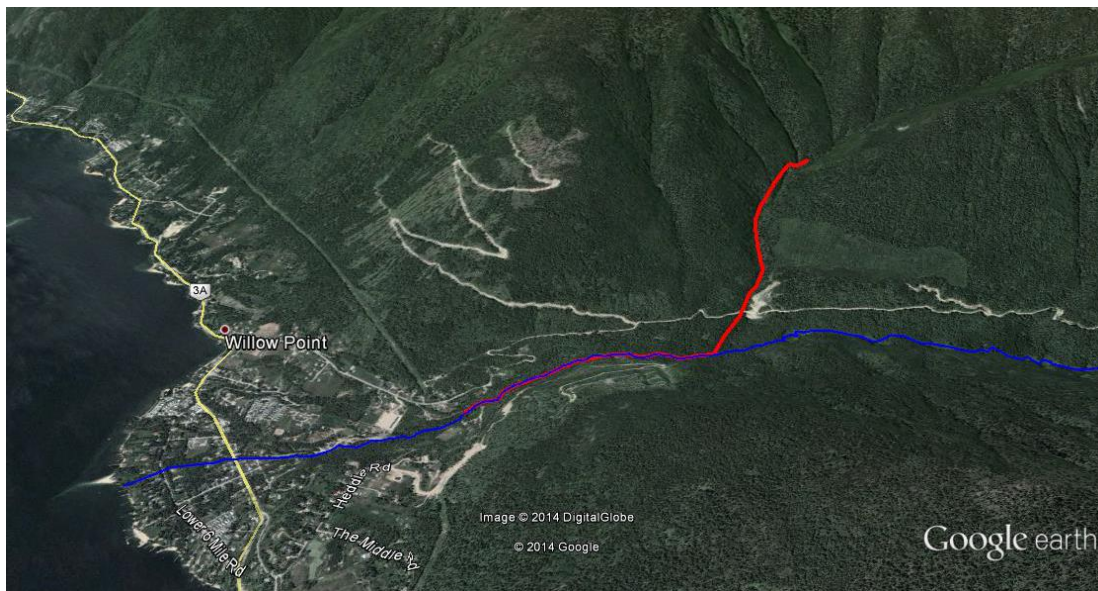 3A
Willow Point
Heddle Rd
Lower 6 Mile Rd
The Middle Rd
Image © 2014 DigitalGlobe
© 2014 Google
Google earth